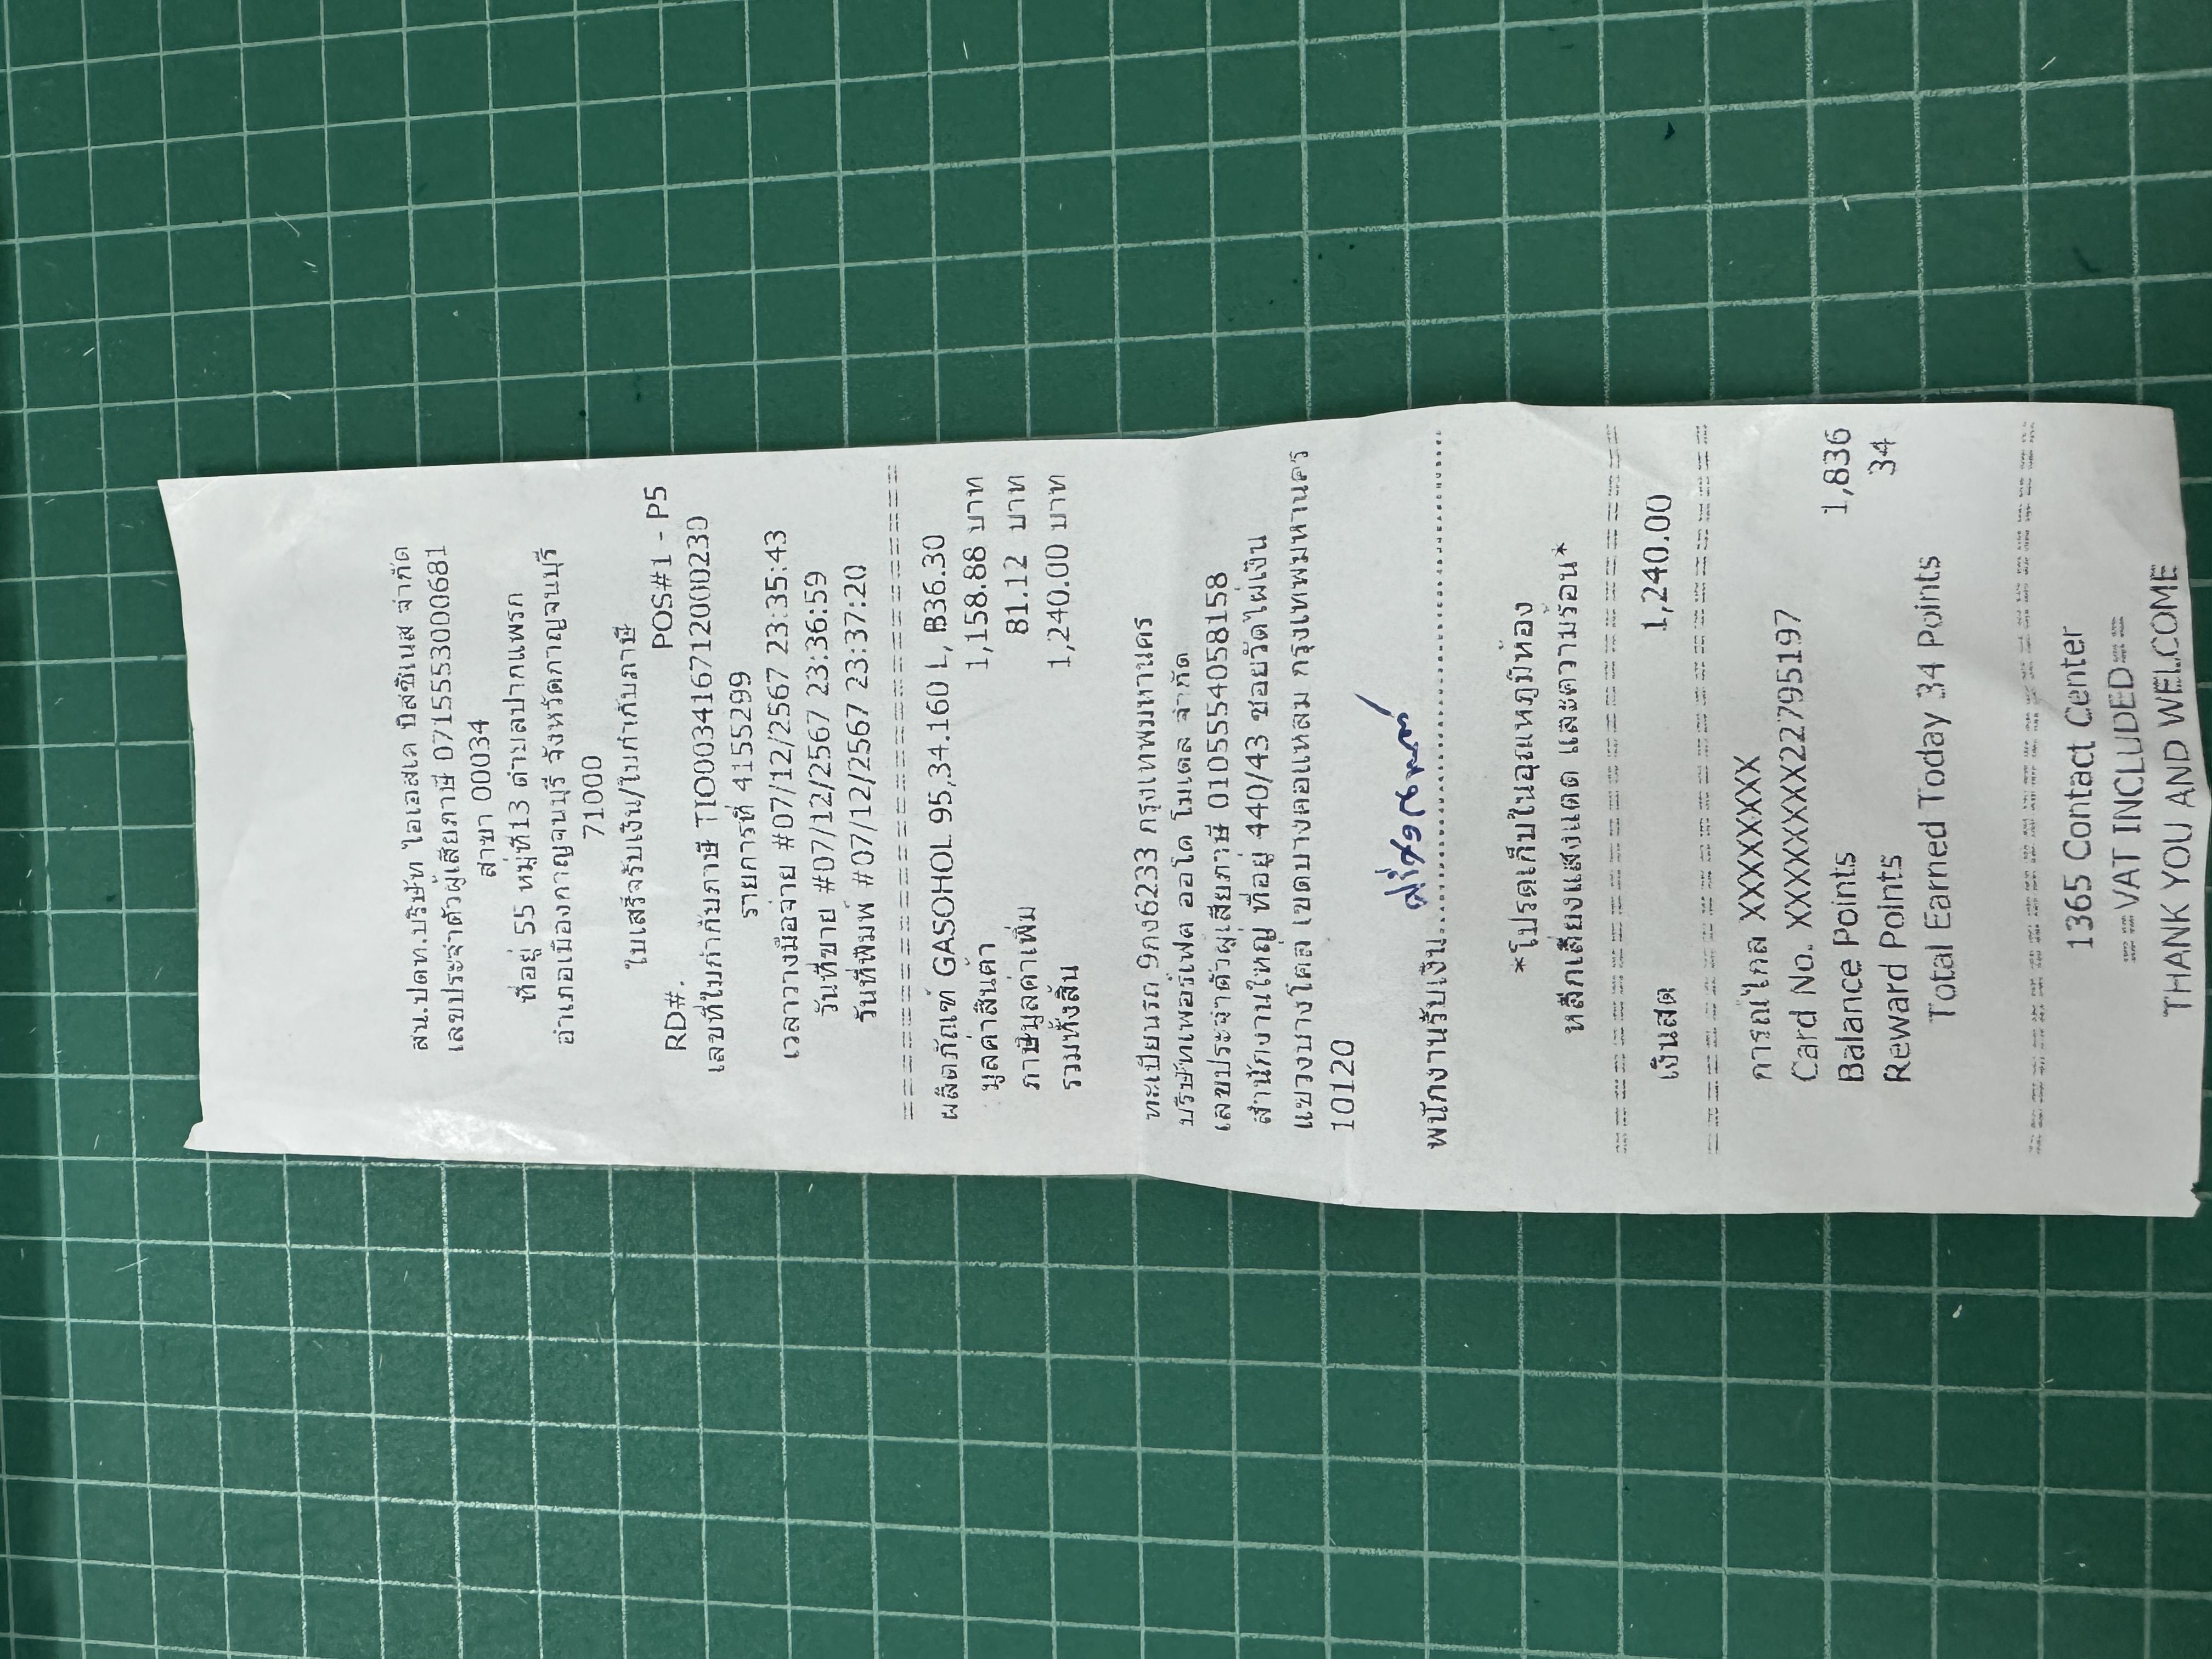 สน.ปตท.บริษัท ไอเอสเค บิสซิเนส จำกัด
เลขประจำตัวผู้เสียภาษี 0715553000681
สาขา 00034
ที่อยู่ 55 หมู่ที่13 ตำบลปากแพรก
อำเภอเมืองกาญจนบุรี จังหวัดกาญจนบุรี
71000
ใบเสร็จรับเงิน/ใบกำกับภาษี
RD#. POS#1 - P5
เลขที่ใบกำกับภาษี TIO003416712000230
รายการที่ 4155299
เวลาวางมือจ่าย #07/12/2567 23:35:43
วันที่ขาย #07/12/2567 23:36:59
วันที่พิมพ์ #07/12/2567 23:37:20
ผลิตภัณฑ์ GASOHOL 95,34.160 L, ฿36.30
มูลค่าสินค้า 1,158.88 บาท
ภาษีมูลค่าเพิ่ม 81.12 บาท
รวมทั้งสิ้น 1,240.00 บาท
ทะเบียนรถ 9กง6233 กรุงเทพมหานคร
บริษัทเพอร์เฟค ออโต โมเดล จำกัด
เลขประจำตัวผู้เสียภาษี 0105554058158
สำนักงานใหญ่ ที่อยู่ 440/43 ซอยวัดไผ่เงิน
แขวงบางโคล่ เขตบางคอแหลม กรุงเทพมหานคร
10120
พนักงานรับเงิน
*โปรดเก็บในอุณหภูมิห้อง
หลีกเลี่ยงแสงแดด และความร้อน*
เงินสด 1,240.00
การณ์ไกล XXXXXXXX
Card No. XXXXXXXX22795197
Balance Points 1,836
Reward Points 34
Total Earned Today 34 Points
1365 Contact Center
==VAT INCLUDED==
THANK YOU AND WELCOME